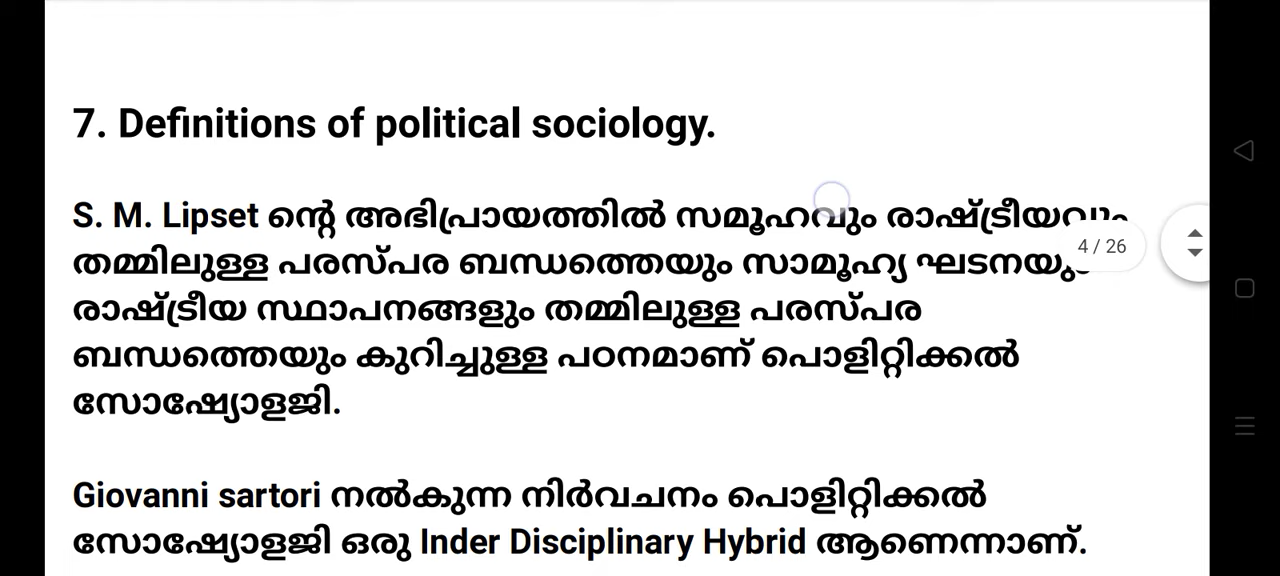 7. Definitions of political sociology.
S. M. Lipset ന്റെ അഭിപ്രായത്തിൽ സമൂഹവും രാഷ്ട്രീയവും
4 / 26
തമ്മിലുള്ള പരസ്പര ബന്ധത്തെയും സാമൂഹ്യ ഘടനയും
രാഷ്ട്രീയ സ്ഥാപനങ്ങളും തമ്മിലുള്ള പരസ്പര
ബന്ധത്തെയും കുറിച്ചുള്ള പഠനമാണ് പൊളിറ്റിക്കൽ
സോഷ്യോളജി.
Giovanni sartori നൽകുന്ന നിർവചനം പൊളിറ്റിക്കൽ
സോഷ്യോളജി ഒരു Inder Disciplinary Hybrid ആണെന്നാണ്.